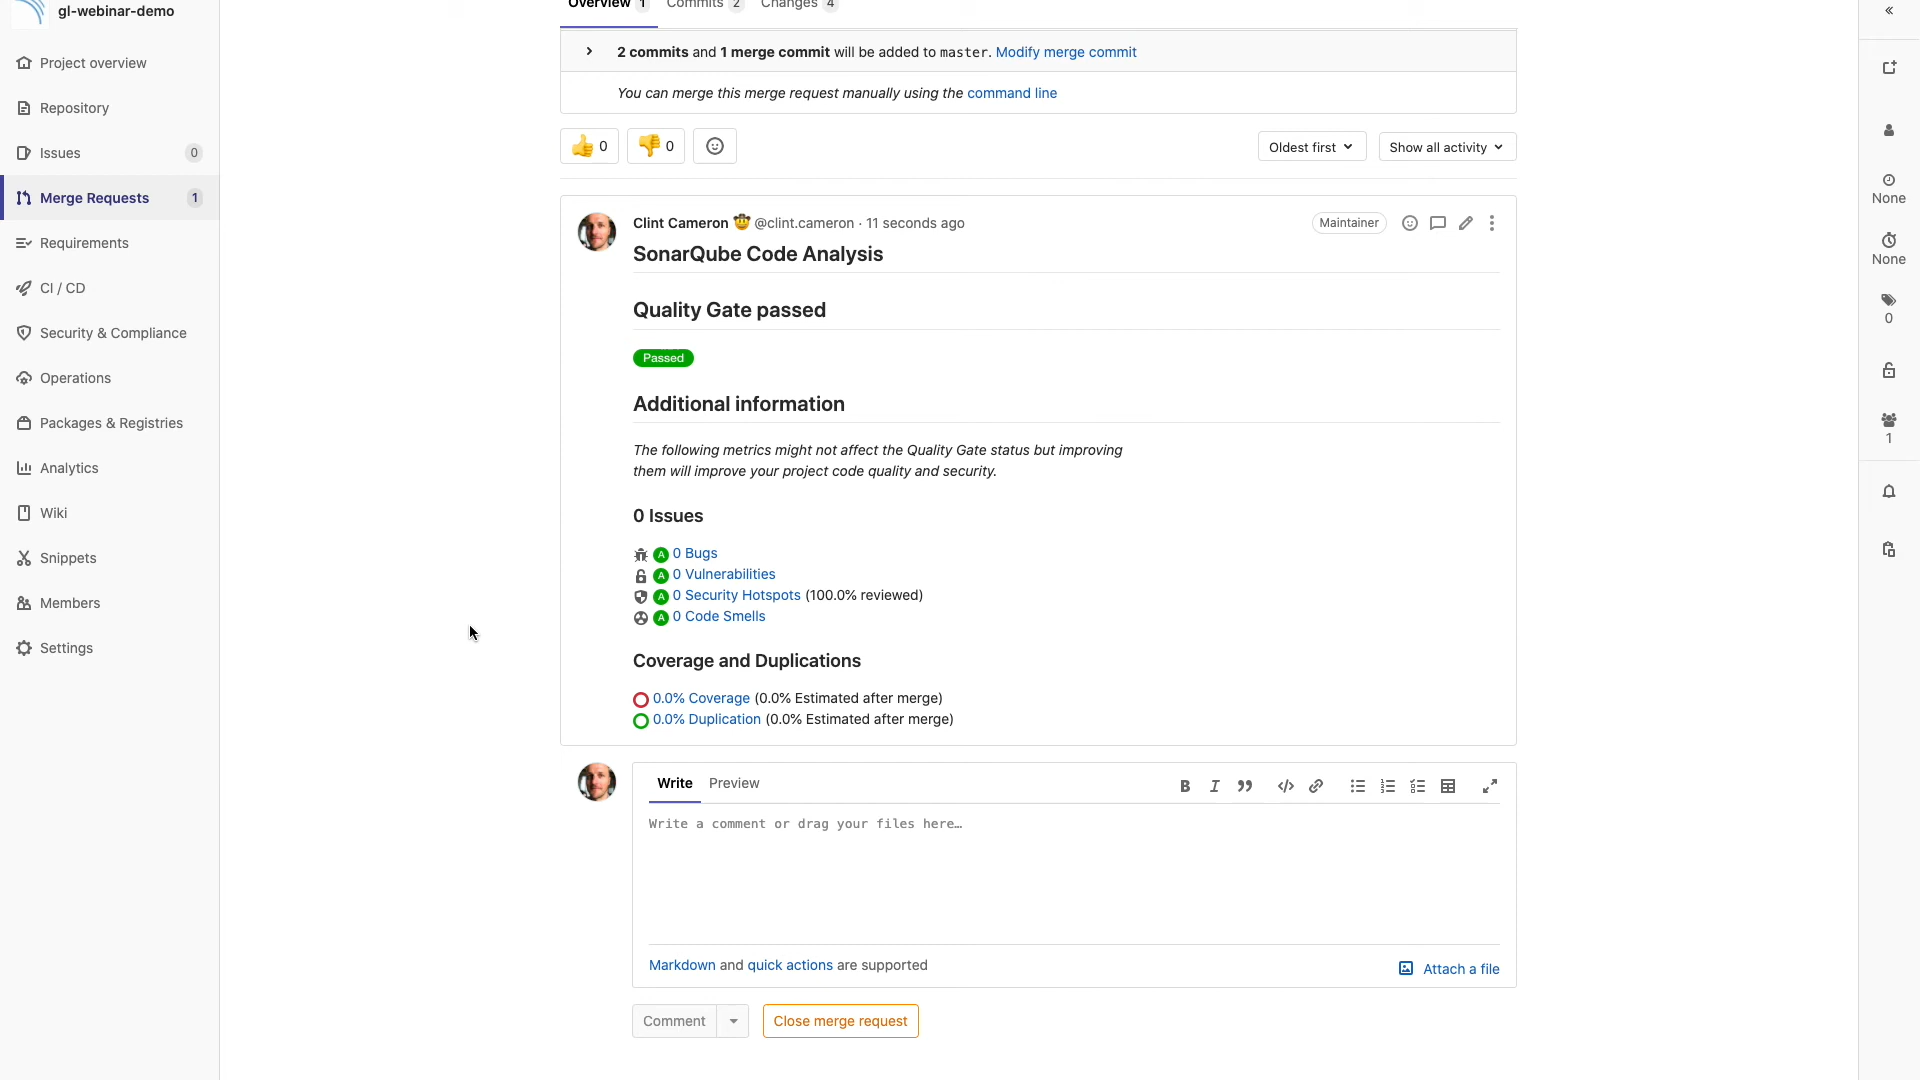 gl-webinar-demo
Project overview
Repository
Issues 0
Merge Requests 1
Requirements
CI / CD
Security & Compliance
Operations
Packages & Registries
Analytics
Wiki
Snippets
Members
Settings
Overview 1 Commits 2 Changes 4
2 commits and 1 merge commit will be added to master. Modify merge commit
You can merge this merge request manually using the command line
0 0
Oldest first Show all activity
Clint Cameron @clint.cameron · 11 seconds ago Maintainer
SonarQube Code Analysis
Quality Gate passed
Passed
Additional information
The following metrics might not affect the Quality Gate status but improving
them will improve your project code quality and security.
0 Issues
A 0 Bugs
A 0 Vulnerabilities
A 0 Security Hotspots (100.0% reviewed)
A 0 Code Smells
Coverage and Duplications
0.0% Coverage (0.0% Estimated after merge)
0.0% Duplication (0.0% Estimated after merge)
Write Preview
Write a comment or drag your files here…
Markdown and quick actions are supported
Attach a file
Comment Close merge request
None
None
0
1